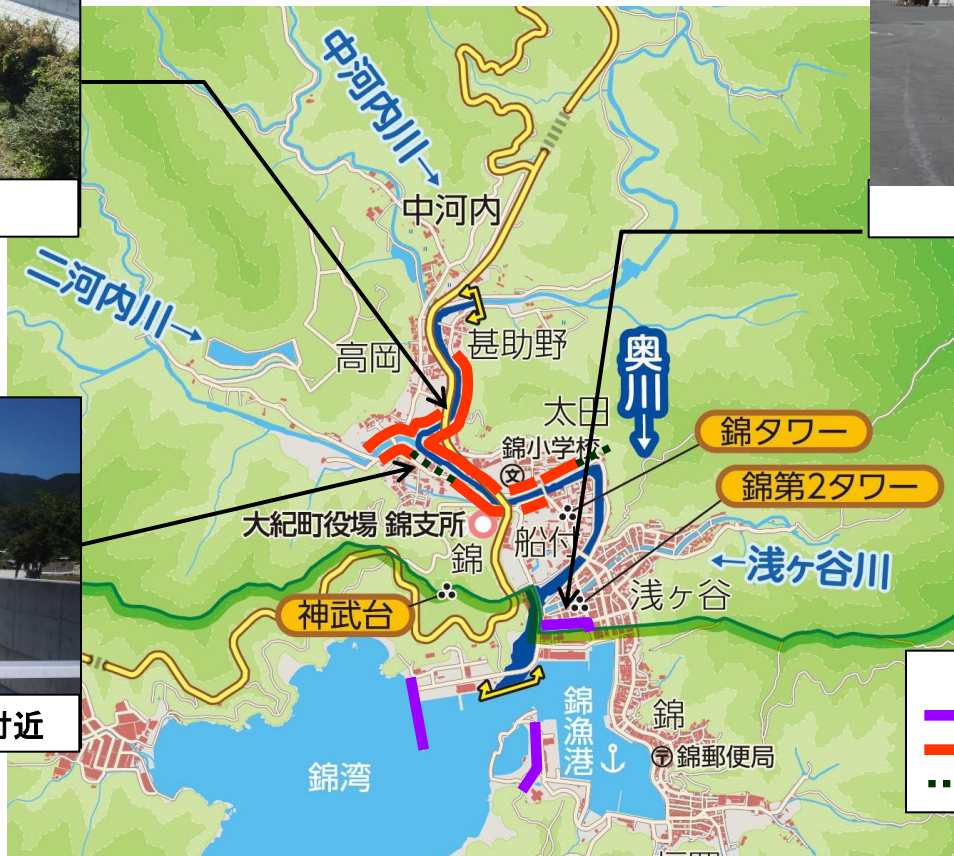 中河内川→
中河内
二河内川→
高岡
甚助野
奥川
↓
太田
錦タワー
錦小学校
文
錦第2タワー
大紀町役場 錦支所
錦
船付
←浅ヶ谷川
神武台
浅ヶ谷
付近
錦漁港
錦
〒錦郵便局
錦湾